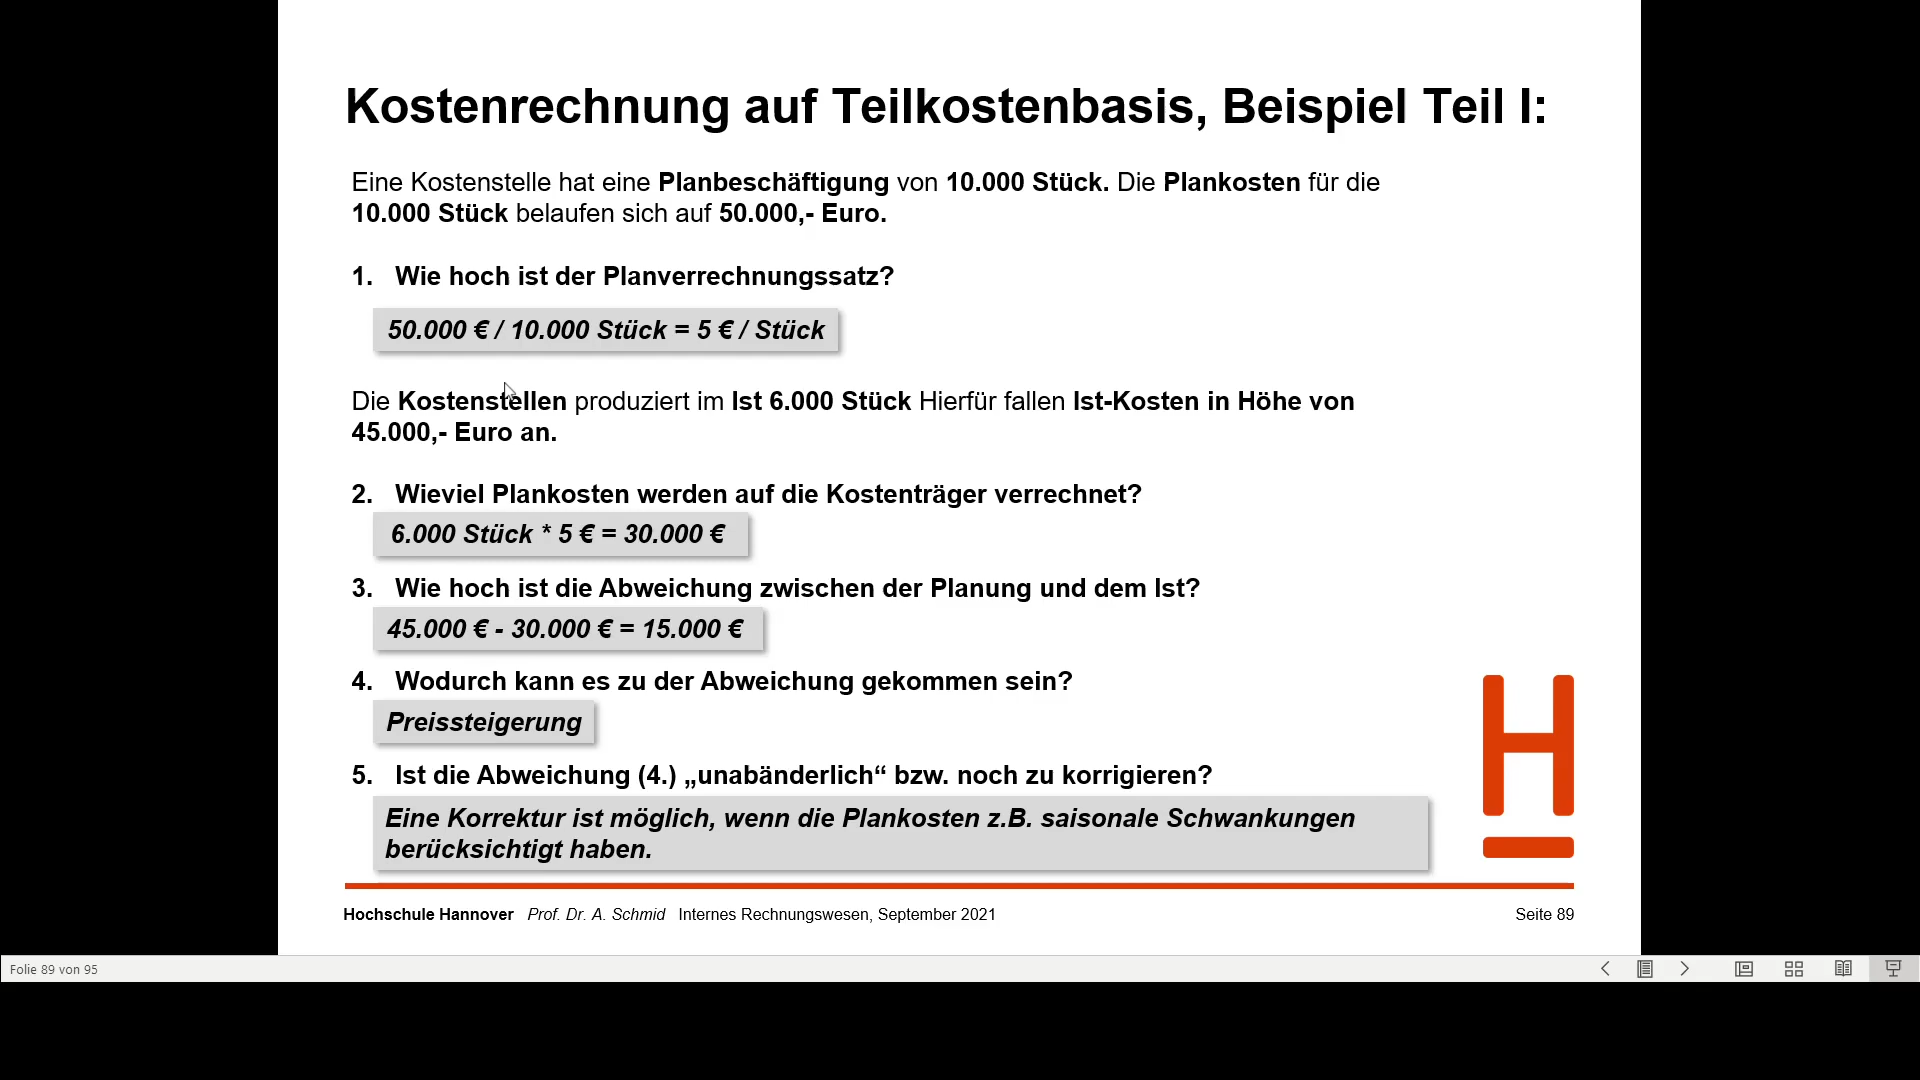 Kostenrechnung auf Teilkostenbasis, Beispiel Teil I:
Eine Kostenstelle hat eine Planbeschäftigung von 10.000 Stück. Die Plankosten für die
10.000 Stück belaufen sich auf 50.000,- Euro.
1. Wie hoch ist der Planverrechnungssatz?
50.000 € / 10.000 Stück = 5 € / Stück
Die Kostenstellen produziert im Ist 6.000 Stück Hierfür fallen Ist-Kosten in Höhe von
45.000,- Euro an.
2. Wieviel Plankosten werden auf die Kostenträger verrechnet?
6.000 Stück * 5 € = 30.000 €
3. Wie hoch ist die Abweichung zwischen der Planung und dem Ist?
45.000 € - 30.000 € = 15.000 €
4. Wodurch kann es zu der Abweichung gekommen sein?
Preissteigerung
5. Ist die Abweichung (4.) „unabänderlich“ bzw. noch zu korrigieren?
Eine Korrektur ist möglich, wenn die Plankosten z.B. saisonale Schwankungen
berücksichtigt haben.
H
Hochschule Hannover Prof. Dr. A. Schmid Internes Rechnungswesen, September 2021 Seite 89
Folie 89 von 95